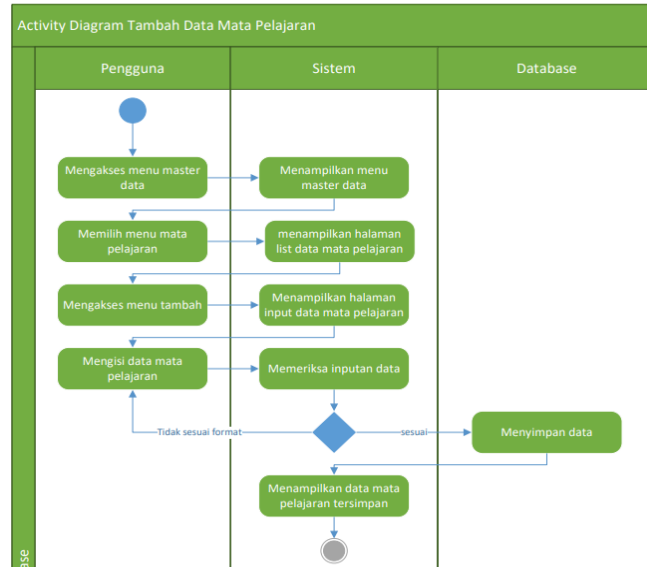 Activity Diagram Tambah Data Mata Pelajaran
Pengguna
Sistem
Database
Mengakses menu master
data
Menampilkan menu
master data
Memilih menu mata
pelajaran
menampilkan halaman
list data mata pelajaran
Mengakses menu tambah
Menampilkan halaman
input data mata pelajaran
Mengisi data mata
pelajaran
Memeriksa inputan data
Tidak sesuai format
sesuai
Menyimpan data
Menampilkan data mata
pelajaran tersimpan